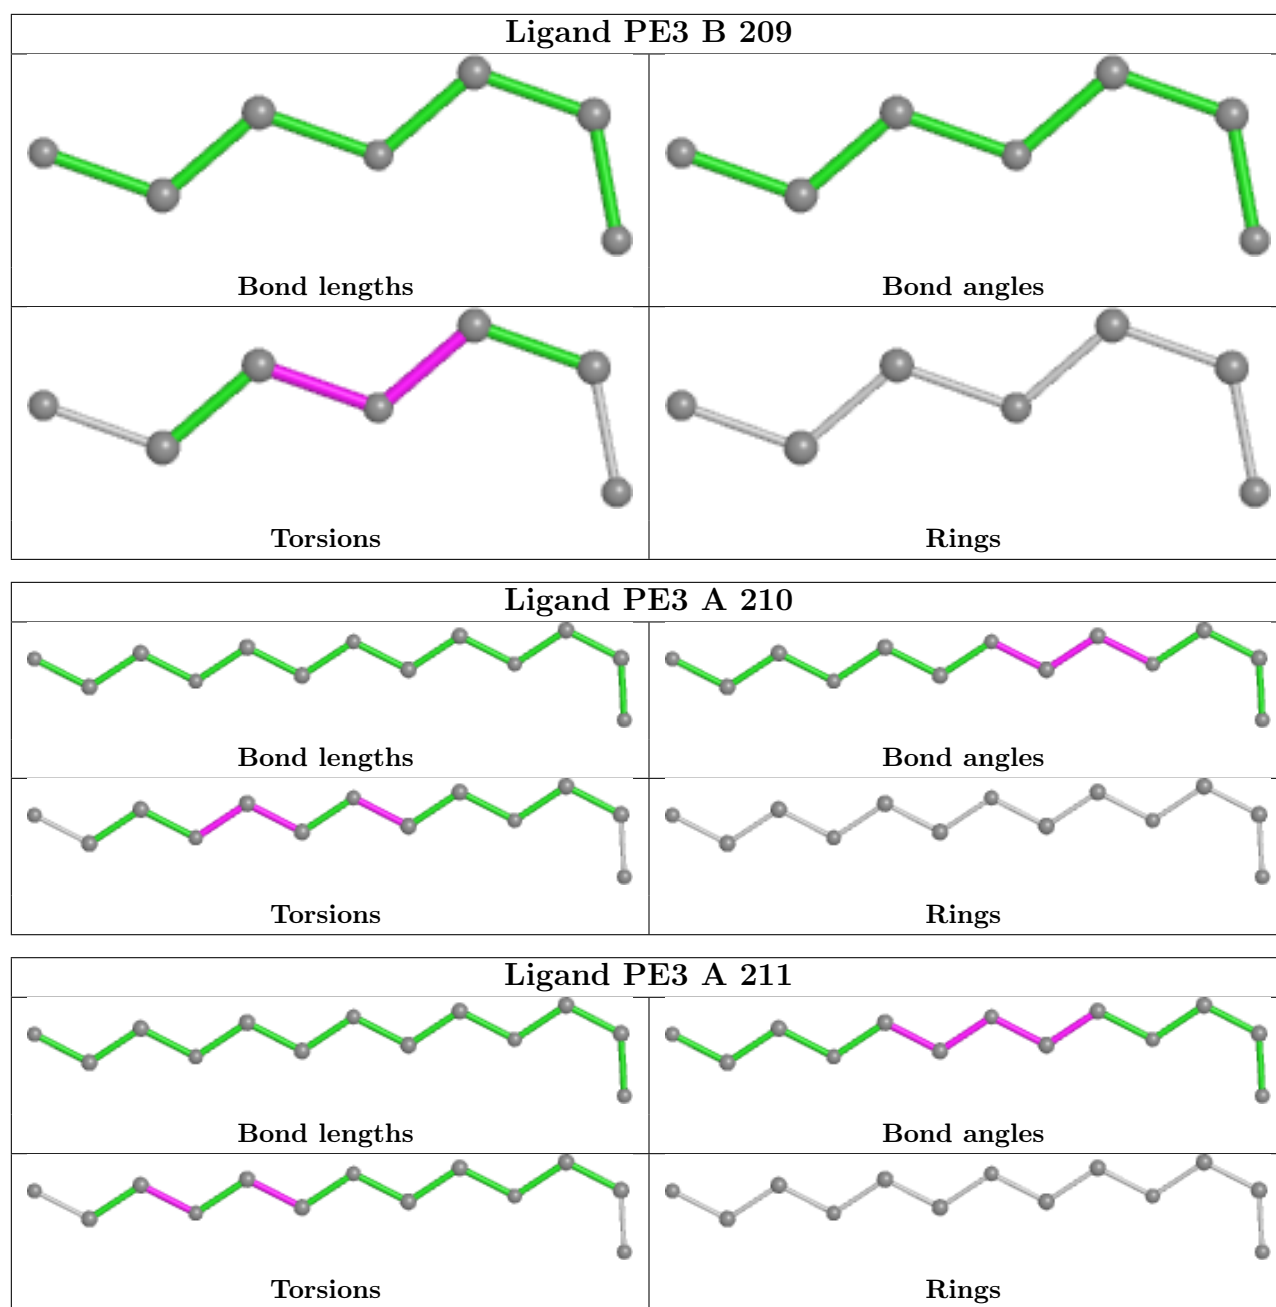 Ligand PE3 B 209
Bond lengths
Bond angles
Torsions
Rings
Ligand PE3 A 210
Bond lengths
Bond angles
Torsions
Rings
Ligand PE3 A 211
Bond lengths
Bond angles
Torsions
Rings